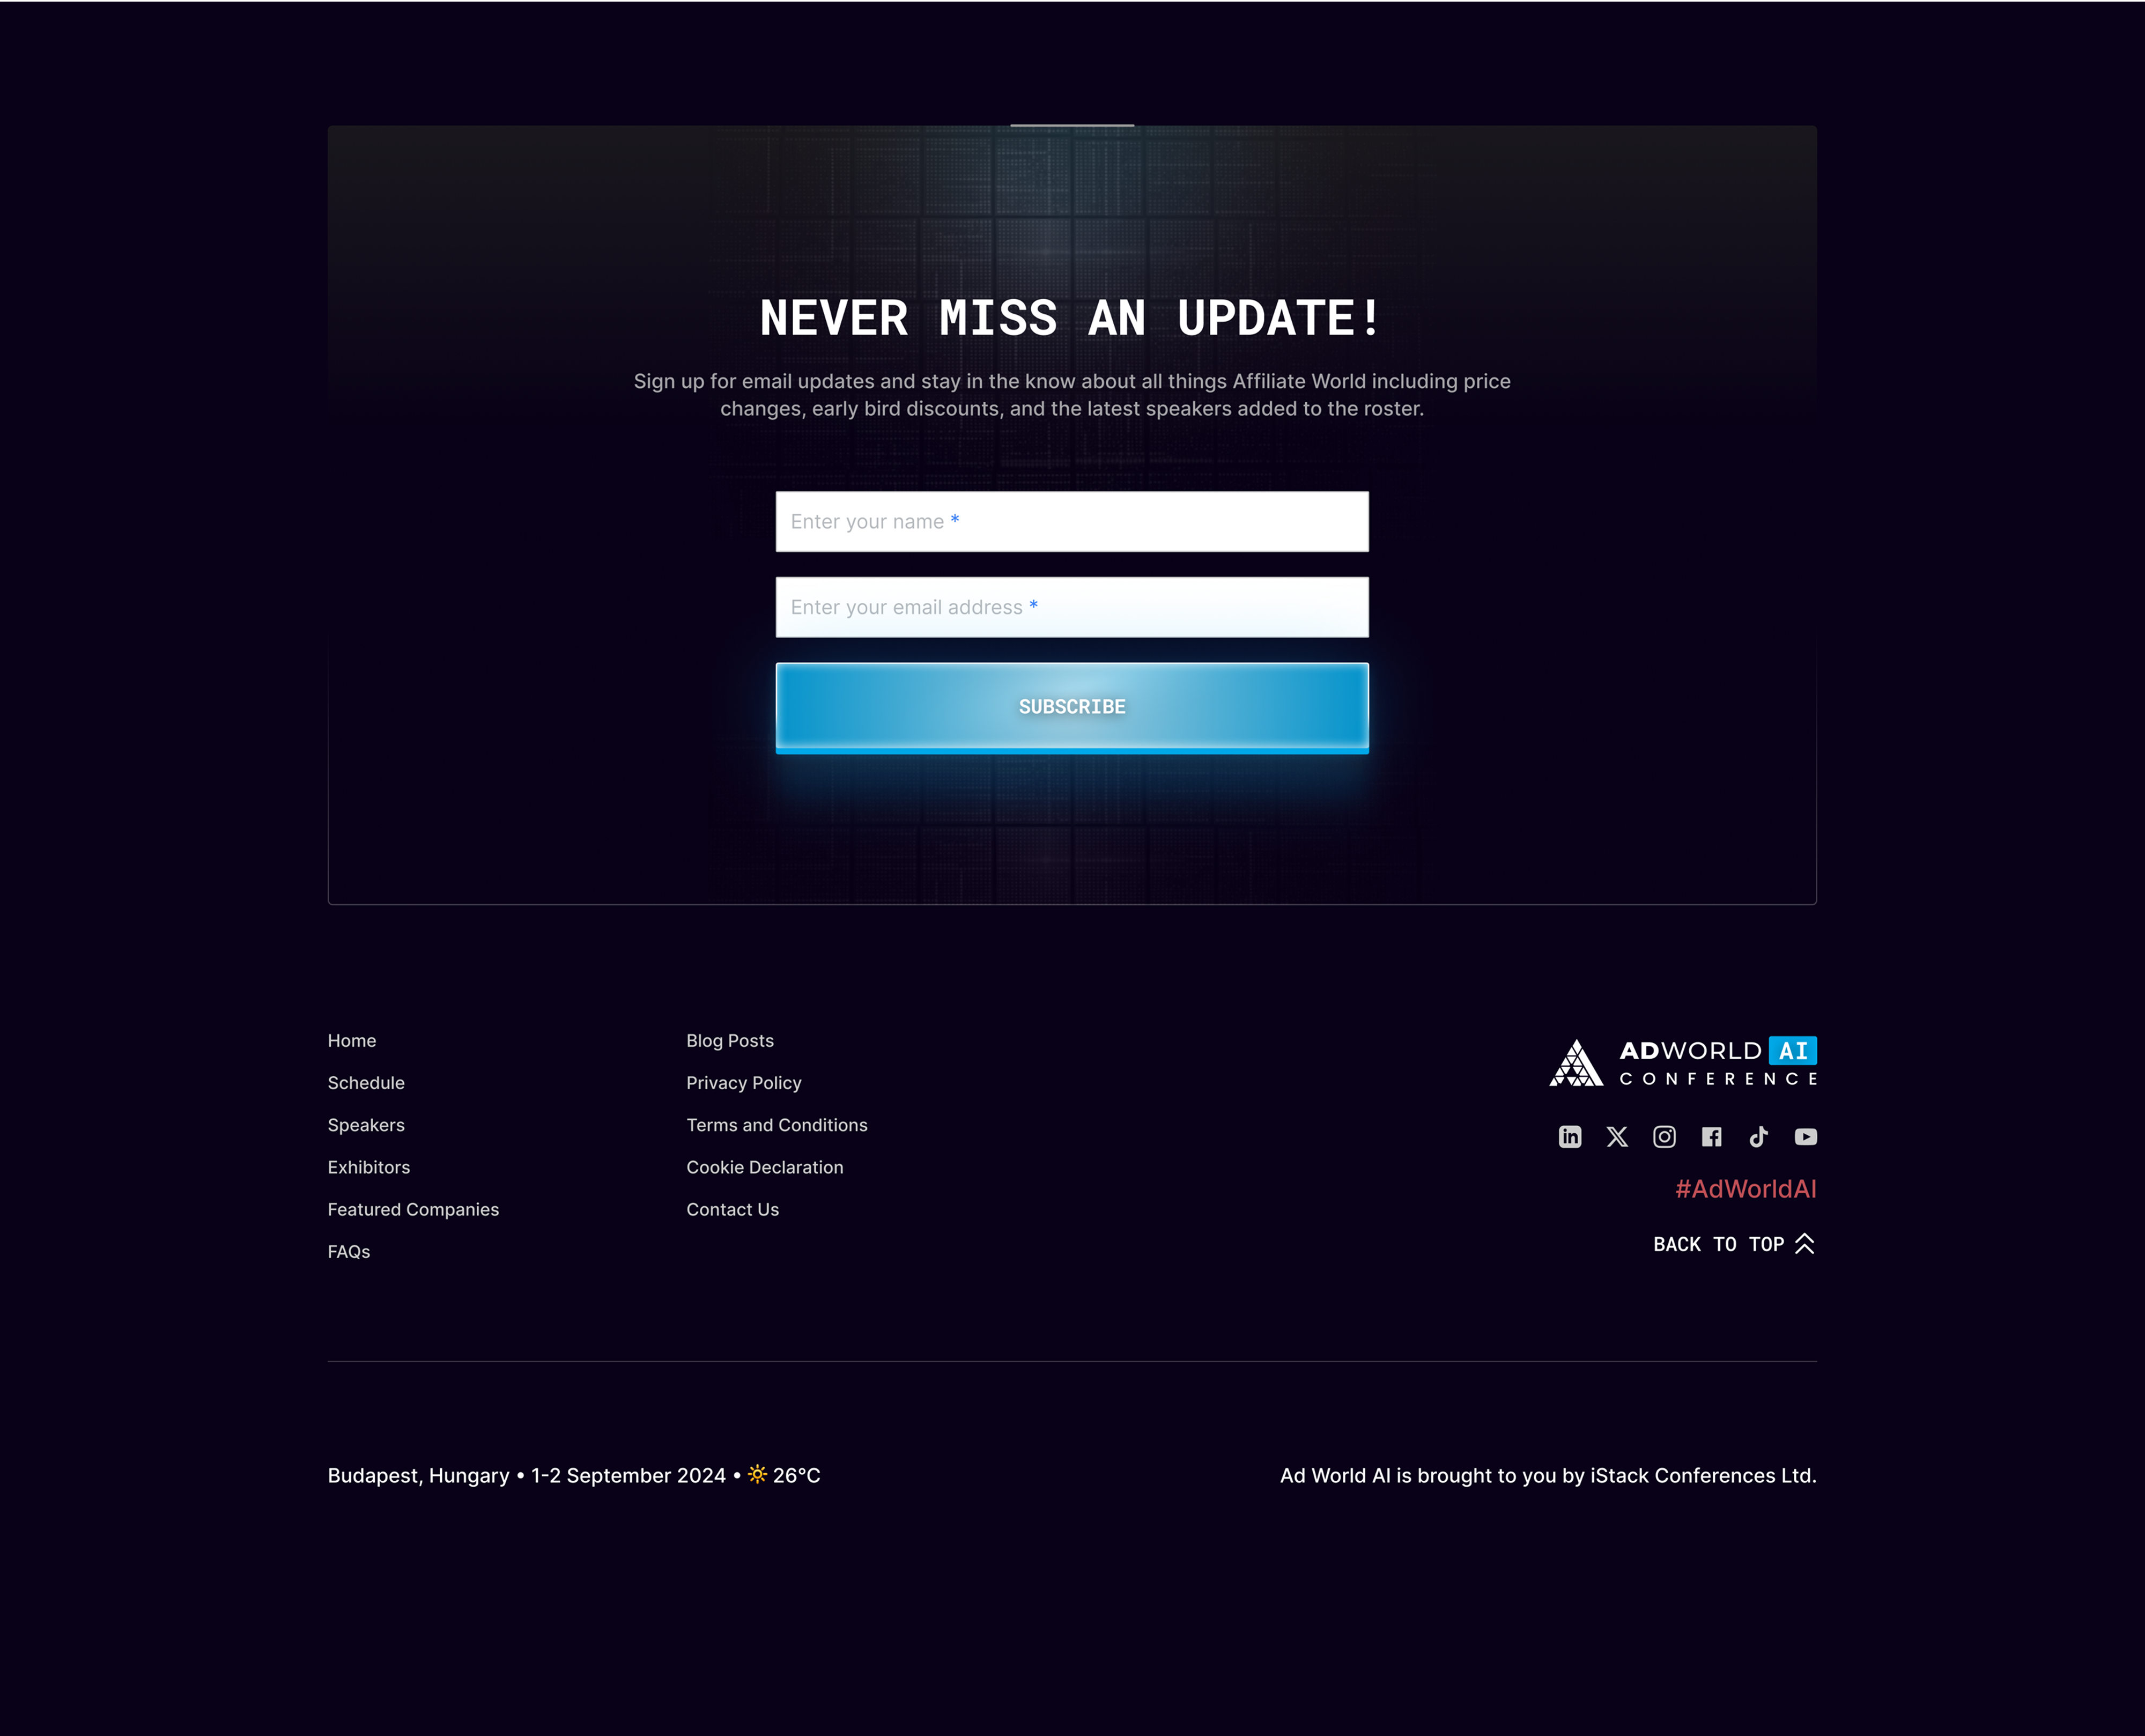 NEVER MISS AN UPDATE!
Sign up for email updates and stay in the know about all things Affiliate World including price
changes, early bird discounts, and the latest speakers added to the roster.
Enter your name *
Enter your email address *
SUBSCRIBE
Home
Schedule
Speakers
Exhibitors
Featured Companies
FAQs
Blog Posts
Privacy Policy
Terms and Conditions
Cookie Declaration
Contact Us
ADWORLD AI
CONFERENCE
#AdWorldAI
BACK TO TOP
Budapest, Hungary • 1-2 September 2024 • 26°C
Ad World AI is brought to you by iStack Conferences Ltd.